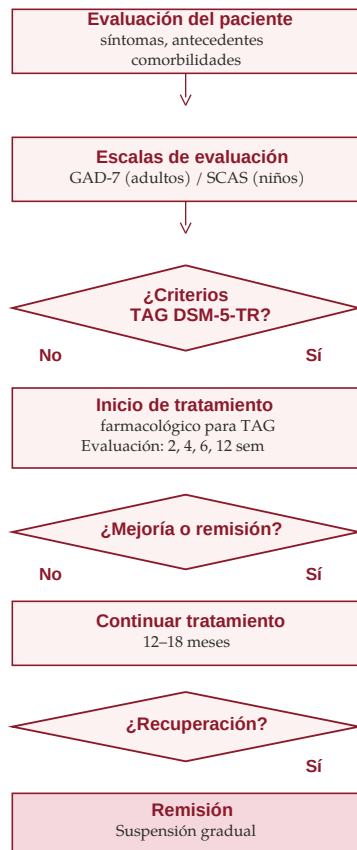 Evaluación del paciente
síntomas, antecedentes
comorbilidades
Escalas de evaluación
GAD-7 (adultos) / SCAS (niños)
¿Criterios
TAG DSM-5-TR?
No
Sí
Inicio de tratamiento
farmacológico para TAG
Evaluación: 2, 4, 6, 12 sem
¿Mejoría o remisión?
No
Sí
Continuar tratamiento
12–18 meses
¿Recuperación?
Sí
Remisión
Suspensión gradual